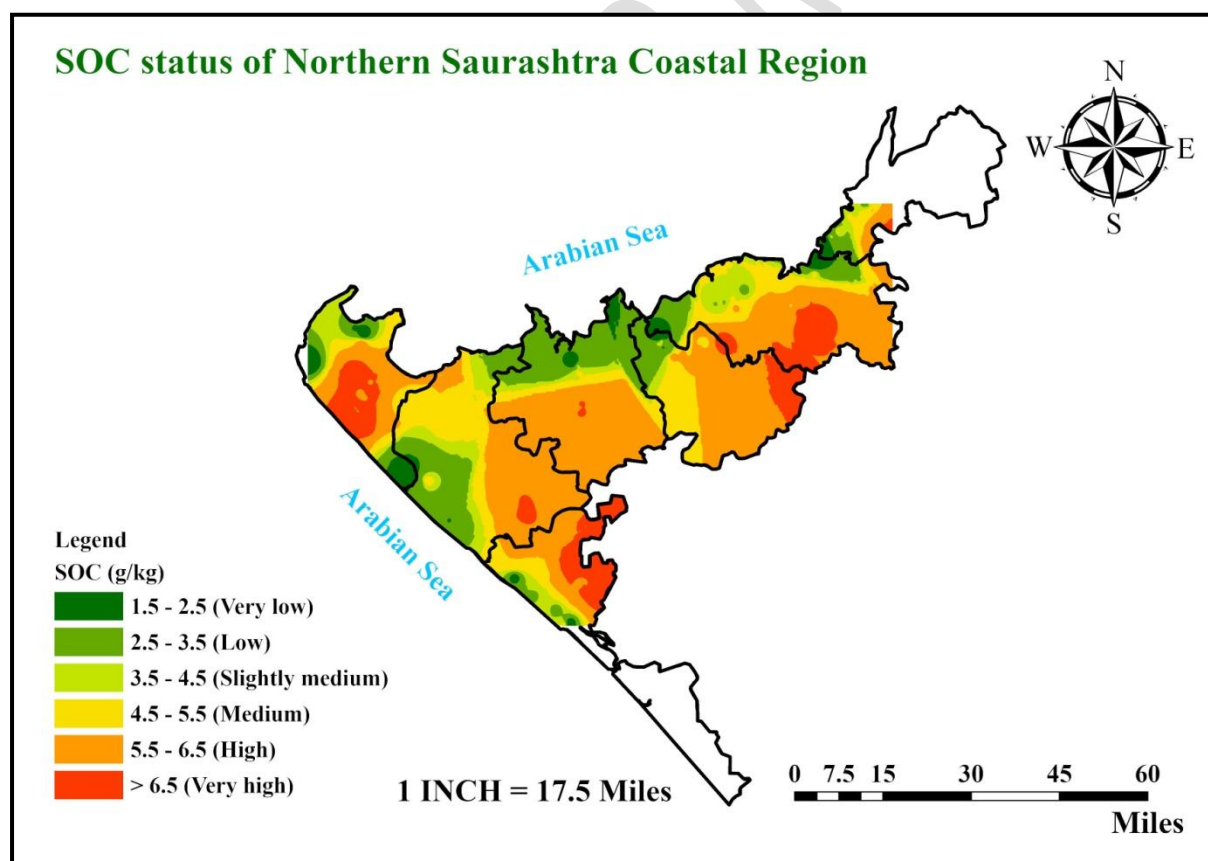 SOC status of Northern Saurashtra Coastal Region
N
W E
S
Arabian Sea
Arabian Sea
Legend
SOC (g/kg)
1.5 - 2.5 (Very low)
2.5 - 3.5 (Low)
3.5 - 4.5 (Slightly medium)
4.5 - 5.5 (Medium)
5.5 - 6.5 (High)
> 6.5 (Very high)
1 INCH = 17.5 Miles
0 7.5 15 30 45 60
Miles